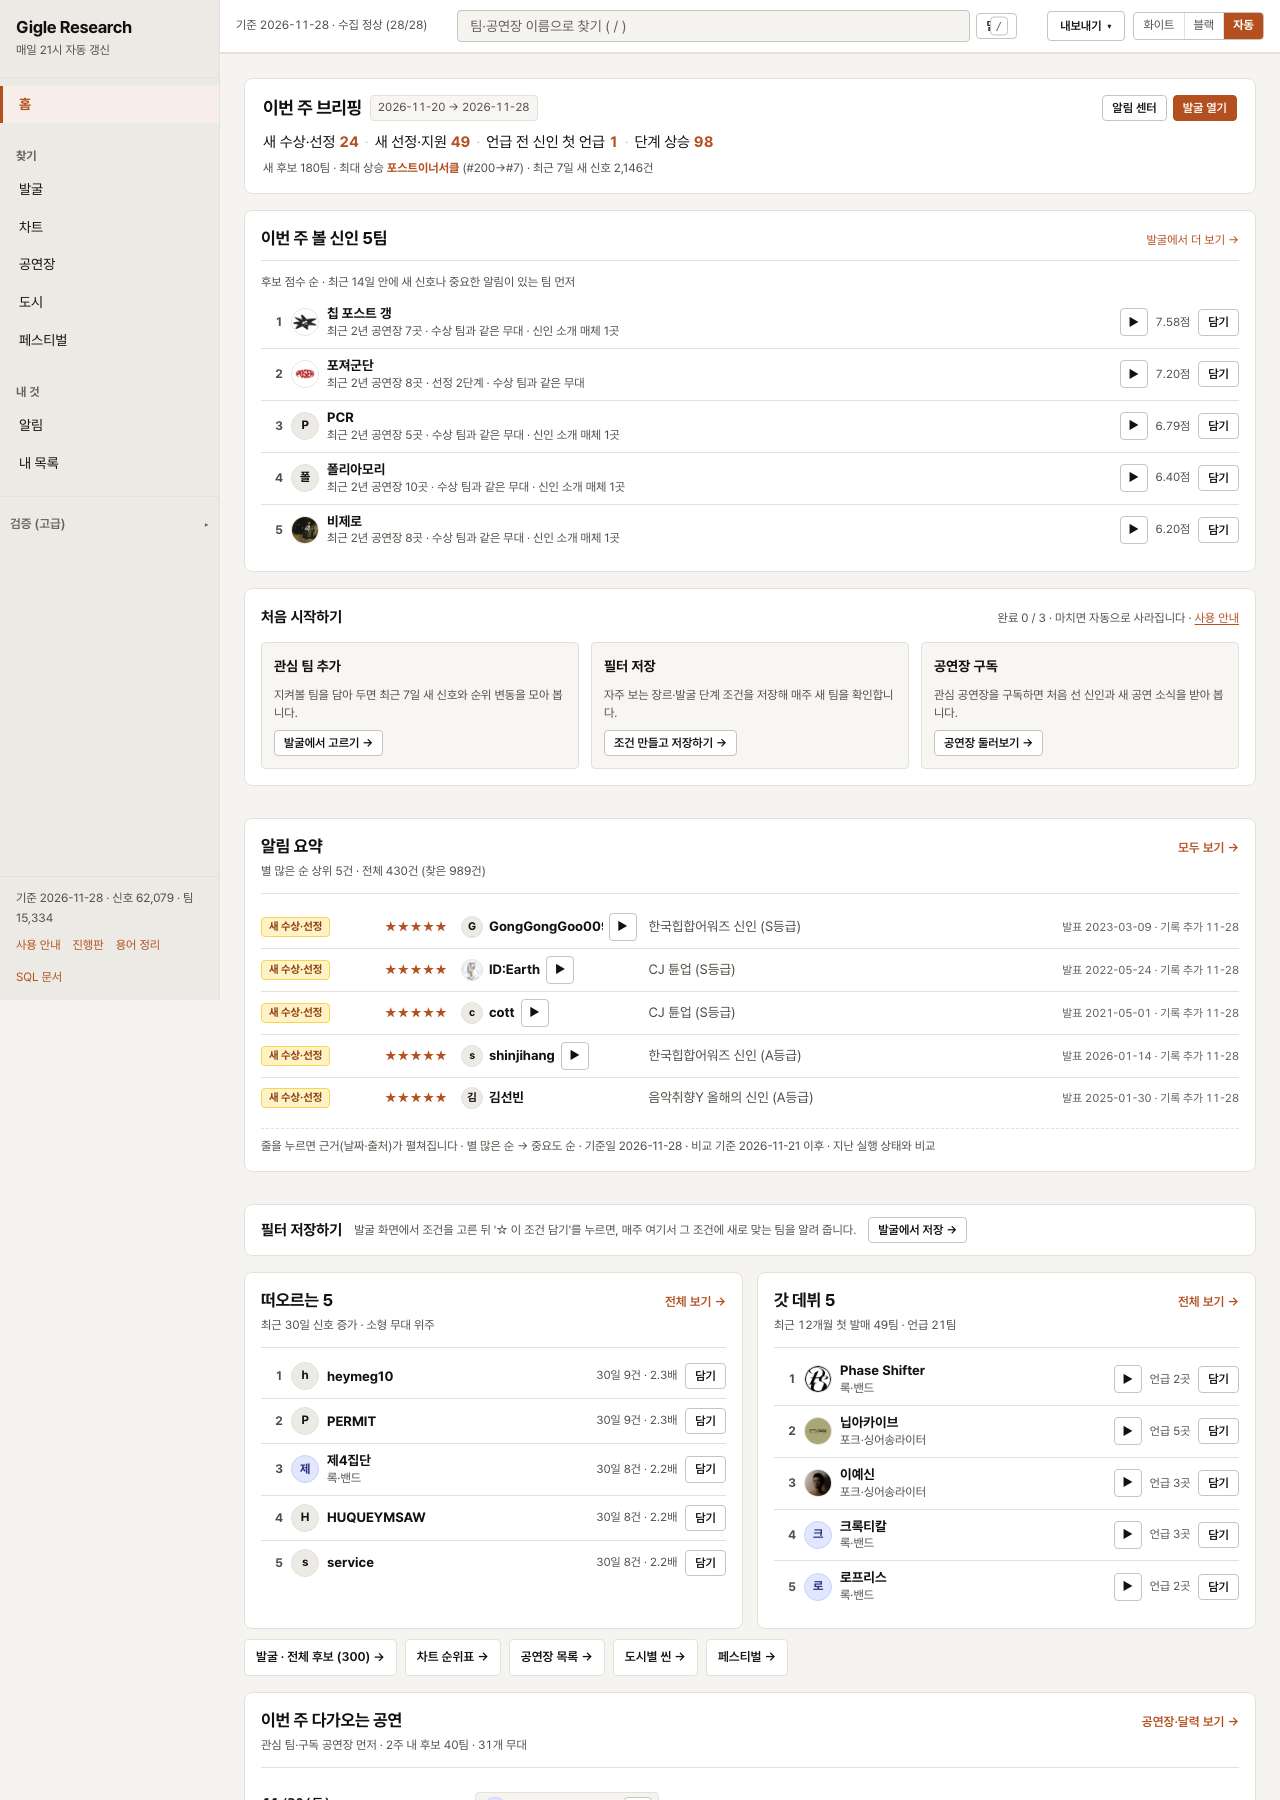 Gigle Research
매일 21시 자동 갱신
홈
찾기
발굴
차트
공연장
도시
페스티벌
내 것
알림
내 목록
검증 (고급)
기준 2026-11-28 · 신호 62,079 · 팀 15,334
사용 안내 진행판 용어 정리
SQL 문서
기준 2026-11-28 · 수집 정상 (28/28)
팀·공연장 이름으로 찾기 ( / )
/
내보내기 ▾
화이트 블랙 자동
이번 주 브리핑 2026-11-20 → 2026-11-28
알림 센터 발굴 열기
새 수상·선정 24 · 새 선정·지원 49 · 언급 전 신인 첫 언급 1 · 단계 상승 98
새 후보 180팀 · 최대 상승 포스트이너서클 (#200→#7) · 최근 7일 새 신호 2,146건
이번 주 볼 신인 5팀
발굴에서 더 보기 →
후보 점수 순 · 최근 14일 안에 새 신호나 중요한 알림이 있는 팀 먼저
1 칩 포스트 갱
최근 2년 공연장 7곳 · 수상 팀과 같은 무대 · 신인 소개 매체 1곳
▶ 7.58점 담기
2 포져군단
최근 2년 공연장 8곳 · 선정 2단계 · 수상 팀과 같은 무대
▶ 7.20점 담기
3 P PCR
최근 2년 공연장 5곳 · 수상 팀과 같은 무대 · 신인 소개 매체 1곳
▶ 6.79점 담기
4 폴 폴리아모리
최근 2년 공연장 10곳 · 수상 팀과 같은 무대 · 신인 소개 매체 1곳
▶ 6.40점 담기
5 비제로
최근 2년 공연장 8곳 · 수상 팀과 같은 무대 · 신인 소개 매체 1곳
▶ 6.20점 담기
처음 시작하기
완료 0 / 3 · 마치면 자동으로 사라집니다 · 사용 안내
관심 팀 추가
지켜볼 팀을 담아 두면 최근 7일 새 신호와 순위 변동을 모아 봅니다.
발굴에서 고르기 →
필터 저장
자주 보는 장르·발굴 단계 조건을 저장해 매주 새 팀을 확인합니다.
조건 만들고 저장하기 →
공연장 구독
관심 공연장을 구독하면 처음 선 신인과 새 공연 소식을 받아 봅니다.
공연장 둘러보기 →
알림 요약
모두 보기 →
별 많은 순 상위 5건 · 전체 430건 (찾은 989건)
새 수상·선정 ★★★★★ G GongGongGoo00 ▶ 한국힙합어워즈 신인 (S등급) 발표 2023-03-09 · 기록 추가 11-28
새 수상·선정 ★★★★★ ID:Earth ▶ CJ 튠업 (S등급) 발표 2022-05-24 · 기록 추가 11-28
새 수상·선정 ★★★★★ c cott ▶ CJ 튠업 (S등급) 발표 2021-05-01 · 기록 추가 11-28
새 수상·선정 ★★★★★ s shinjihang ▶ 한국힙합어워즈 신인 (A등급) 발표 2026-01-14 · 기록 추가 11-28
새 수상·선정 ★★★★★ 김 김선빈 음악취향Y 올해의 신인 (A등급) 발표 2025-01-30 · 기록 추가 11-28
줄을 누르면 근거(날짜·출처)가 펼쳐집니다 · 별 많은 순 → 중요도 순 · 기준일 2026-11-28 · 비교 기준 2026-11-21 이후 · 지난 실행 상태와 비교
필터 저장하기 발굴 화면에서 조건을 고른 뒤 '☆ 이 조건 담기'를 누르면, 매주 여기서 그 조건에 새로 맞는 팀을 알려 줍니다. 발굴에서 저장 →
떠오르는 5
전체 보기 →
최근 30일 신호 증가 · 소형 무대 위주
1 h heymeg10 30일 9건 · 2.3배 담기
2 P PERMIT 30일 9건 · 2.3배 담기
3 제 제4집단 30일 8건 · 2.2배 담기
록·밴드
4 H HUQUEYMSAW 30일 8건 · 2.2배 담기
5 s service 30일 8건 · 2.2배 담기
갓 데뷔 5
전체 보기 →
최근 12개월 첫 발매 49팀 · 언급 21팀
1 Phase Shifter
록·밴드
▶ 언급 2곳 담기
2 닙아카이브
포크·싱어송라이터
▶ 언급 5곳 담기
3 이예신
포크·싱어송라이터
▶ 언급 3곳 담기
4 크 크록티칼
록·밴드
▶ 언급 3곳 담기
5 로 로프리스
록·밴드
▶ 언급 2곳 담기
발굴 · 전체 후보 (300) → 차트 순위표 → 공연장 목록 → 도시별 씬 → 페스티벌 →
이번 주 다가오는 공연
공연장·달력 보기 →
관심 팀·구독 공연장 먼저 · 2주 내 후보 40팀 · 31개 무대